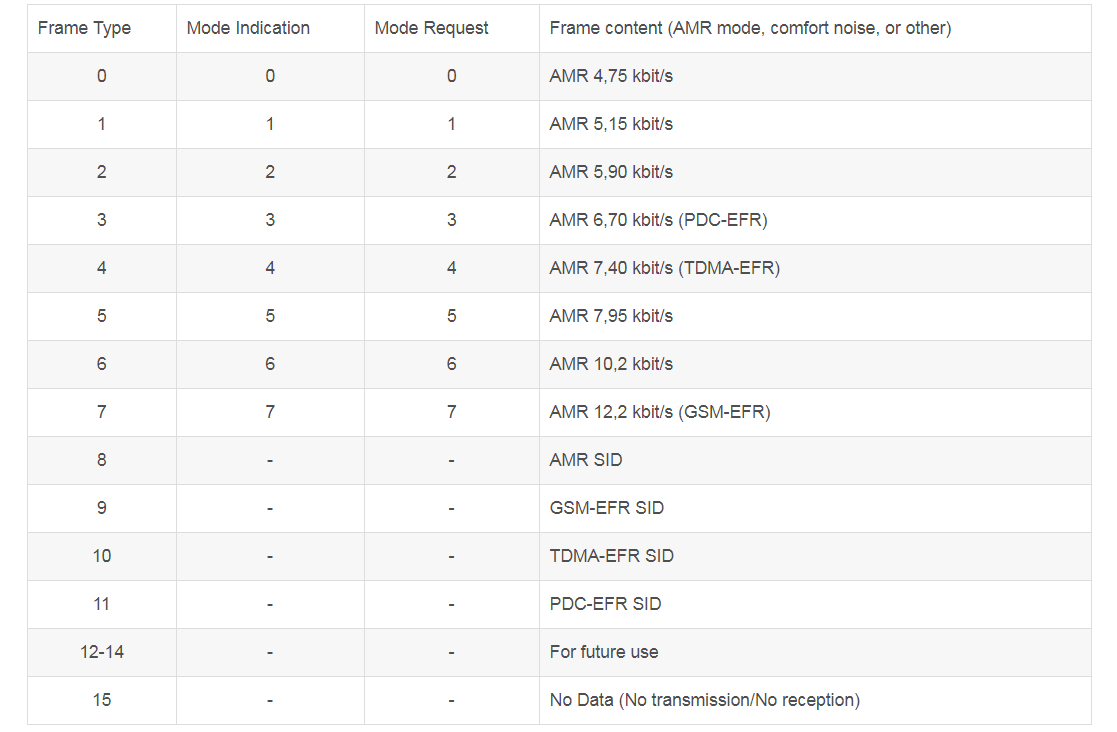 Frame Type Mode Indication Mode Request Frame content (AMR mode, comfort noise, or other)
0 0 0 AMR 4,75 kbit/s
1 1 1 AMR 5,15 kbit/s
2 2 2 AMR 5,90 kbit/s
3 3 3 AMR 6,70 kbit/s (PDC-EFR)
4 4 4 AMR 7,40 kbit/s (TDMA-EFR)
5 5 5 AMR 7,95 kbit/s
6 6 6 AMR 10,2 kbit/s
7 7 7 AMR 12,2 kbit/s (GSM-EFR)
8 - - AMR SID
9 - - GSM-EFR SID
10 - - TDMA-EFR SID
11 - - PDC-EFR SID
12-14 - - For future use
15 - - No Data (No transmission/No reception)